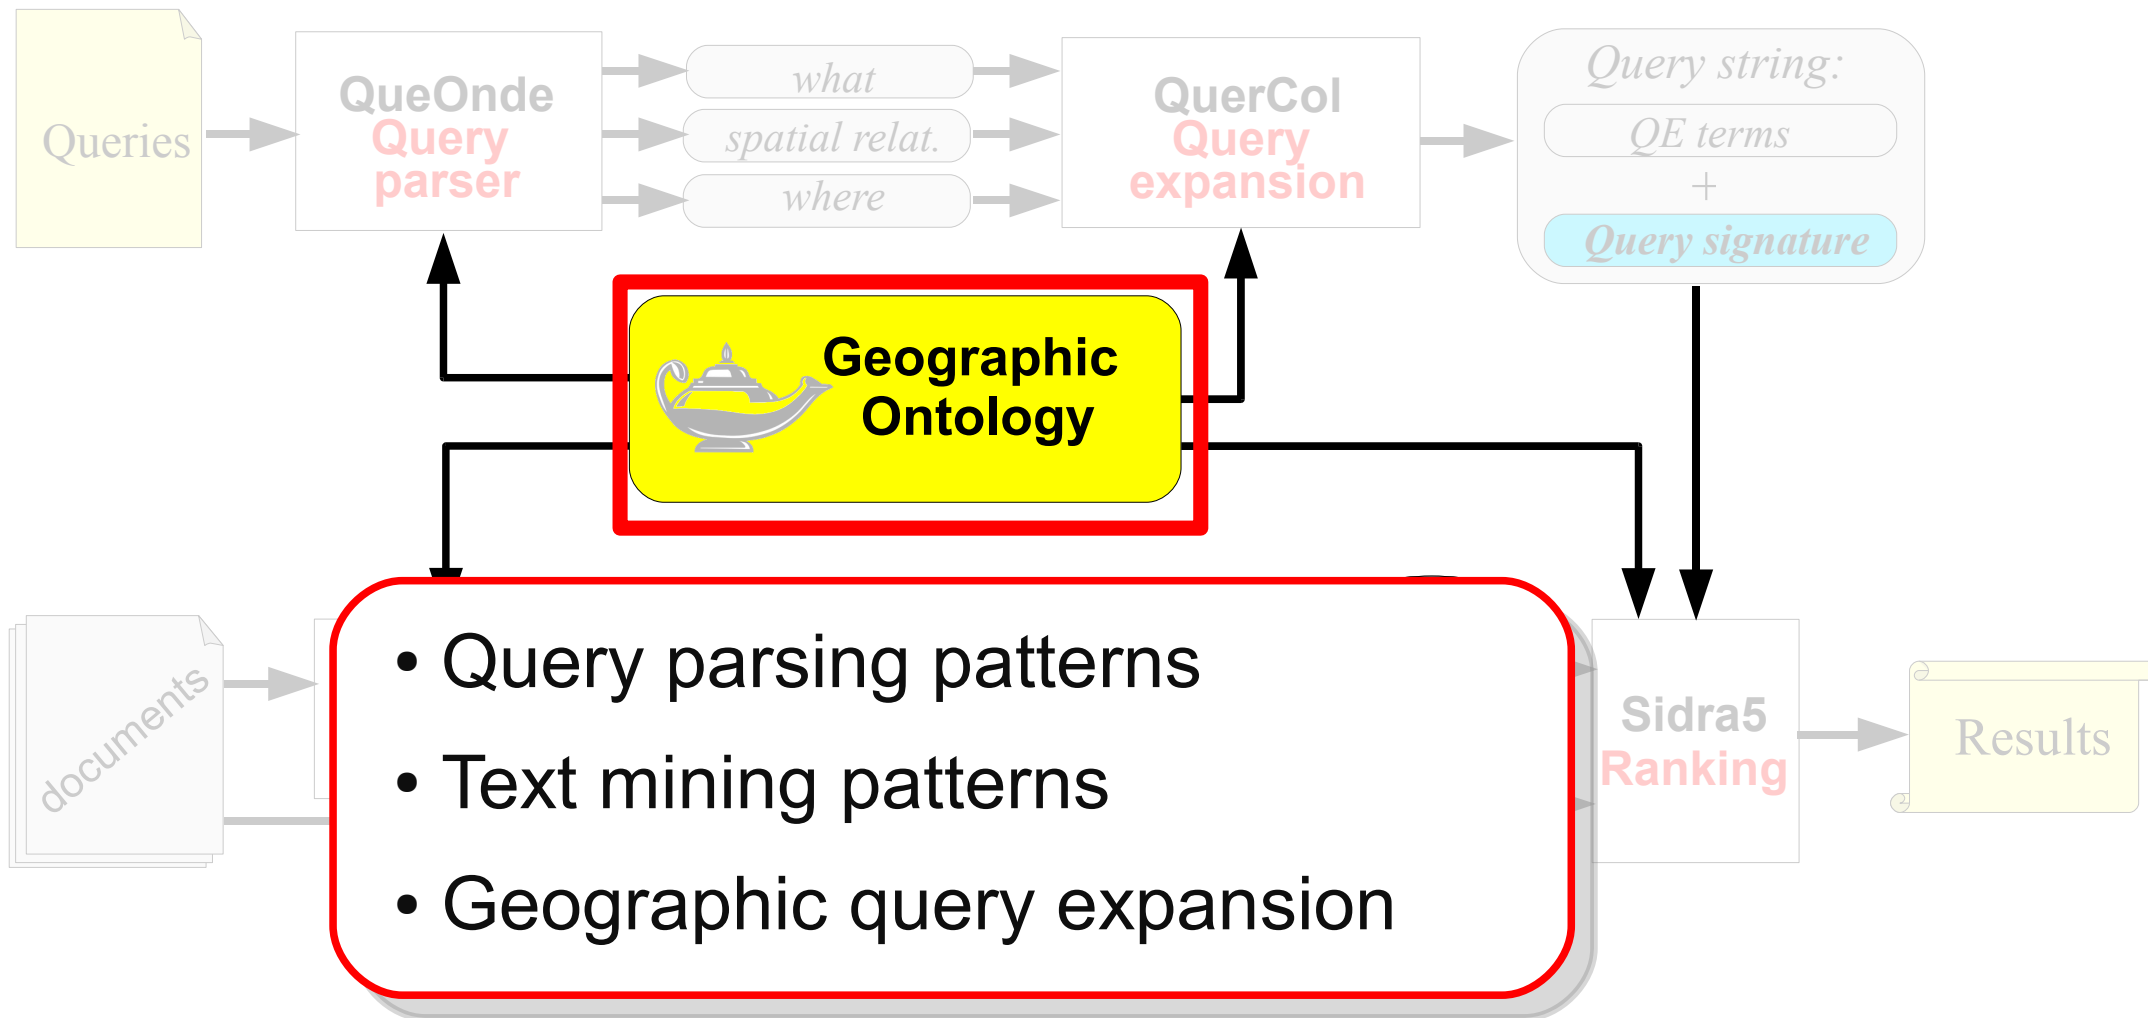 Queries
QueOnde
Query
parser
what
spatial relat.
where
QuerCol
Query
expansion
Query string:
QE terms
+
Query signature
Geographic
Ontology
documents
• Query parsing patterns
• Text mining patterns
• Geographic query expansion
Sidra5
Ranking
Results